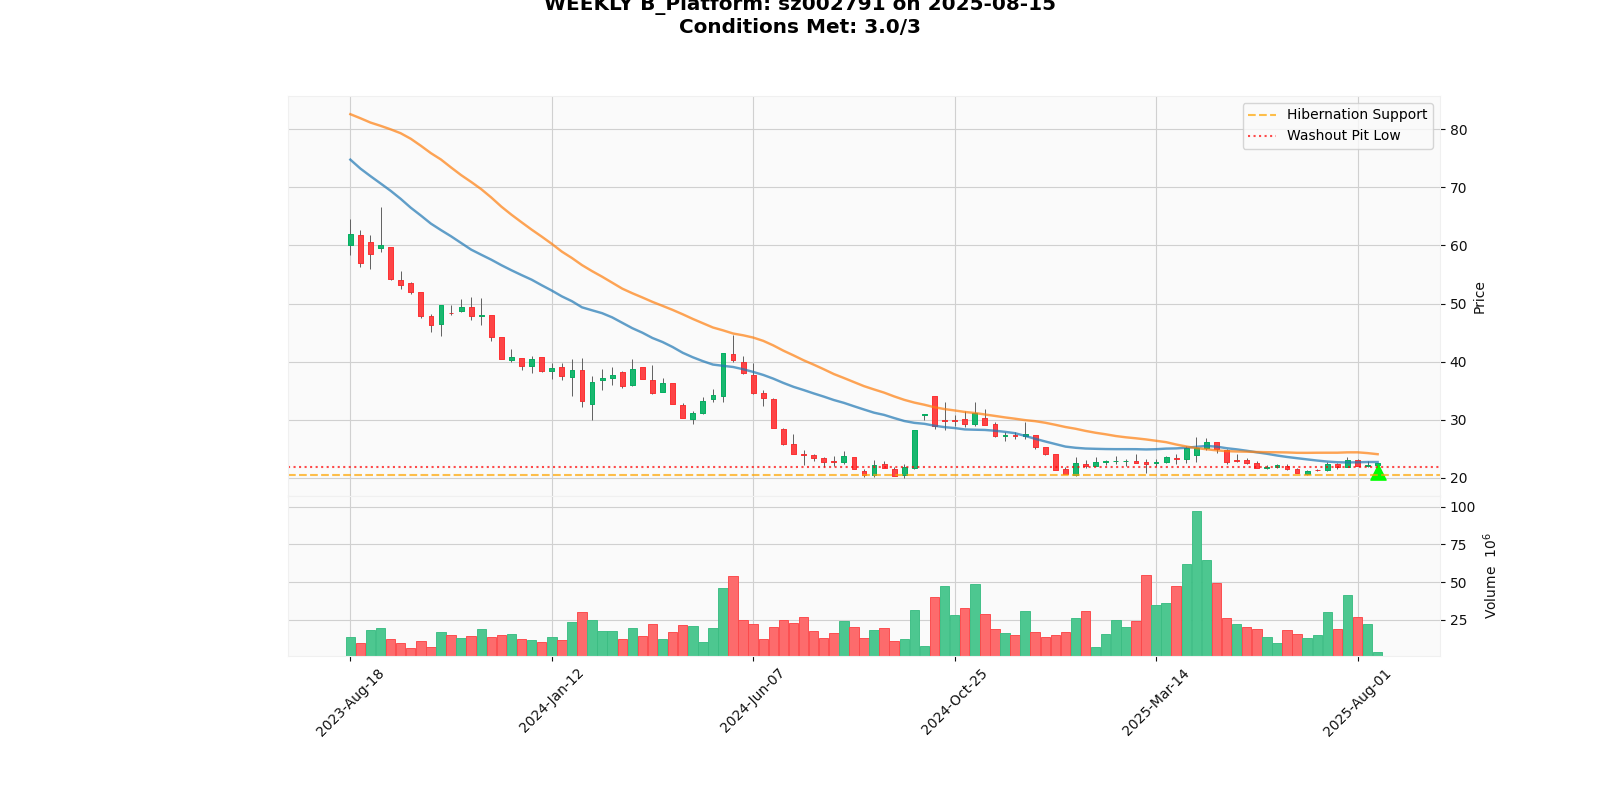 WEEKLY B_Platform: sz002791 on 2025-08-15
Conditions Met: 3.0/3
Hibernation Support
Washout Pit Low
80
70
60
50
40
30
20
Price
100
75
50
25
Volume 10^6
2023-Aug-18
2024-Jan-12
2024-Jun-07
2024-Oct-25
2025-Mar-14
2025-Aug-01